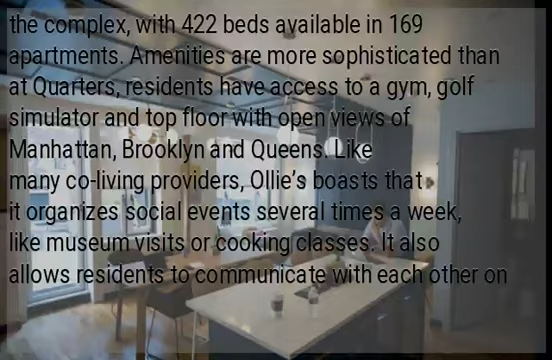 the complex, with 422 beds available in 169
apartments. Amenities are more sophisticated than
at Quarters, residents have access to a gym, golf
simulator and top floor with open views of
Manhattan, Brooklyn and Queens. Like
many co-living providers, Ollie’s boasts that
it organizes social events several times a week,
like museum visits or cooking classes. It also
allows residents to communicate with each other on